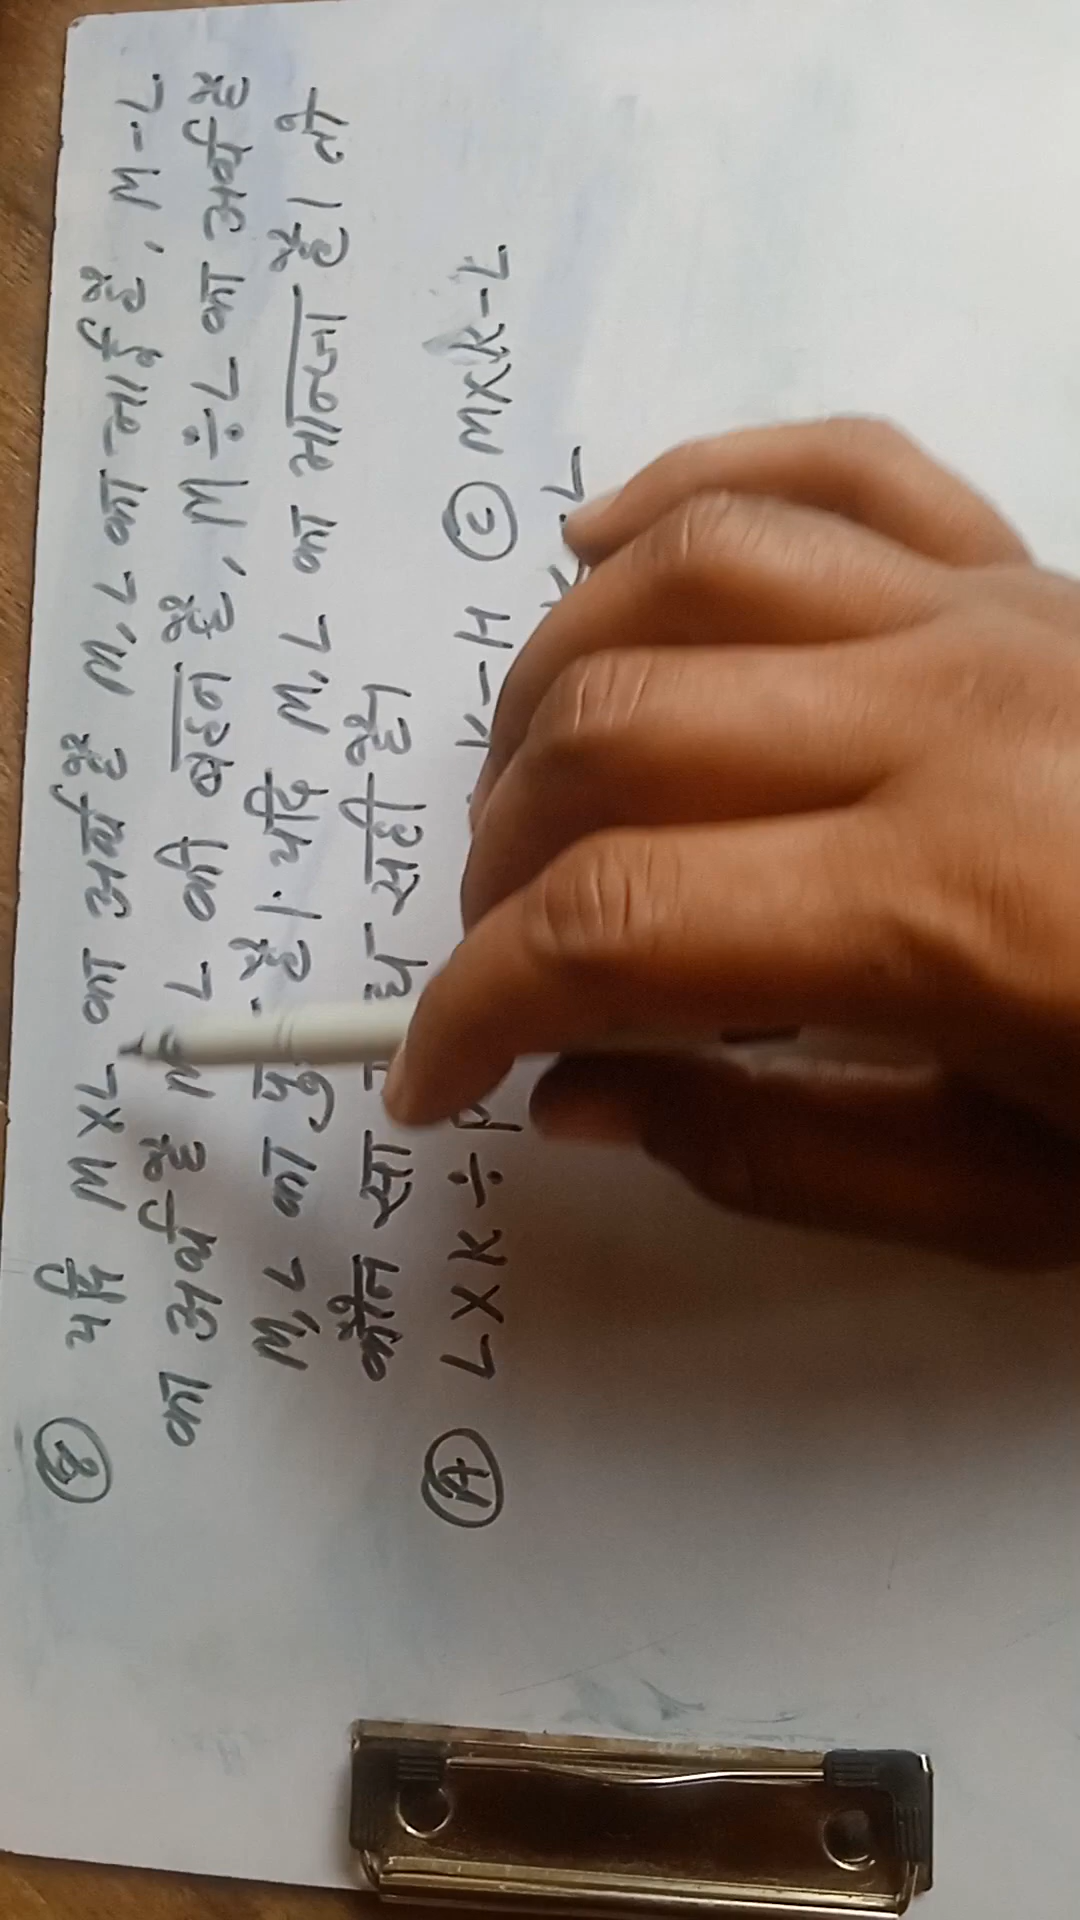 Q यदि M×L का अर्थ है M, L का भाई है, M-L
का अर्थ है M L की बहन है, M÷L का अर्थ है
M, L का है। यदि M, L का भान्जा है। तो
कौन सा सही है।
A L×K÷ K-M C M×K-L
-L